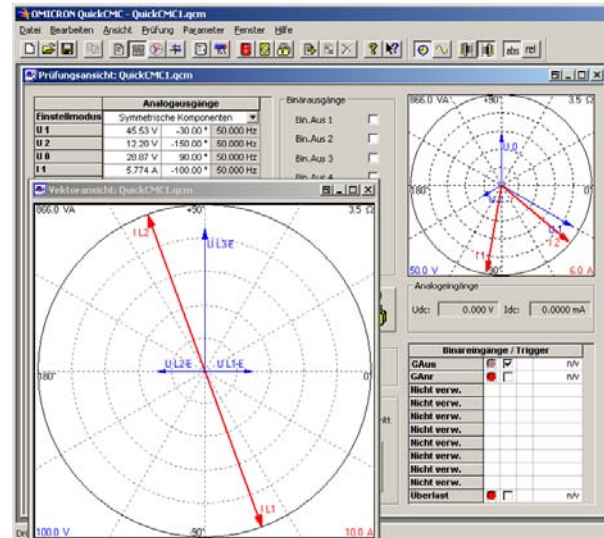 OMICRON QuickCMC - QuickCMC1.qcm
Datei Bearbeiten Ansicht Prüfung Parameter Fenster Hilfe
abs rel
Prüfungsansicht: QuickCMC1.qcm
Analogausgänge
Einstellmodus Symmetrische Komponenten
U 1 45.53 V -30.00 ° 50.000 Hz
U 2 12.20 V -150.00 ° 50.000 Hz
U 0 28.87 V 90.00 ° 50.000 Hz
I 1 5.774 A -100.00 ° 50.000 Hz
Binärausgänge
Bin.Aus 1
Bin.Aus 2
Bin.Aus 3
Bin.Aus 4
866.0 VA +90° 3.5 Ω
U 0
180° 0°
U 1
I 1
I 2
-90°
50.0 V 6.0 A
Analogeingänge
Udc: 0.000 V Idc: 0.0000 mA
Binäreingänge / Trigger
GAus n/v
GAnr n/v
Nicht verw.
Nicht verw.
Nicht verw.
Nicht verw.
Nicht verw.
Nicht verw.
Nicht verw.
Nicht verw.
Überlast n/v
Vektoransicht: QuickCMC1.qcm
866.0 VA +90° 3.5 Ω
I L2
U L3-E
U L2-E U L1-E
180° 0°
I L1
100.0 V -90° 10.0 A